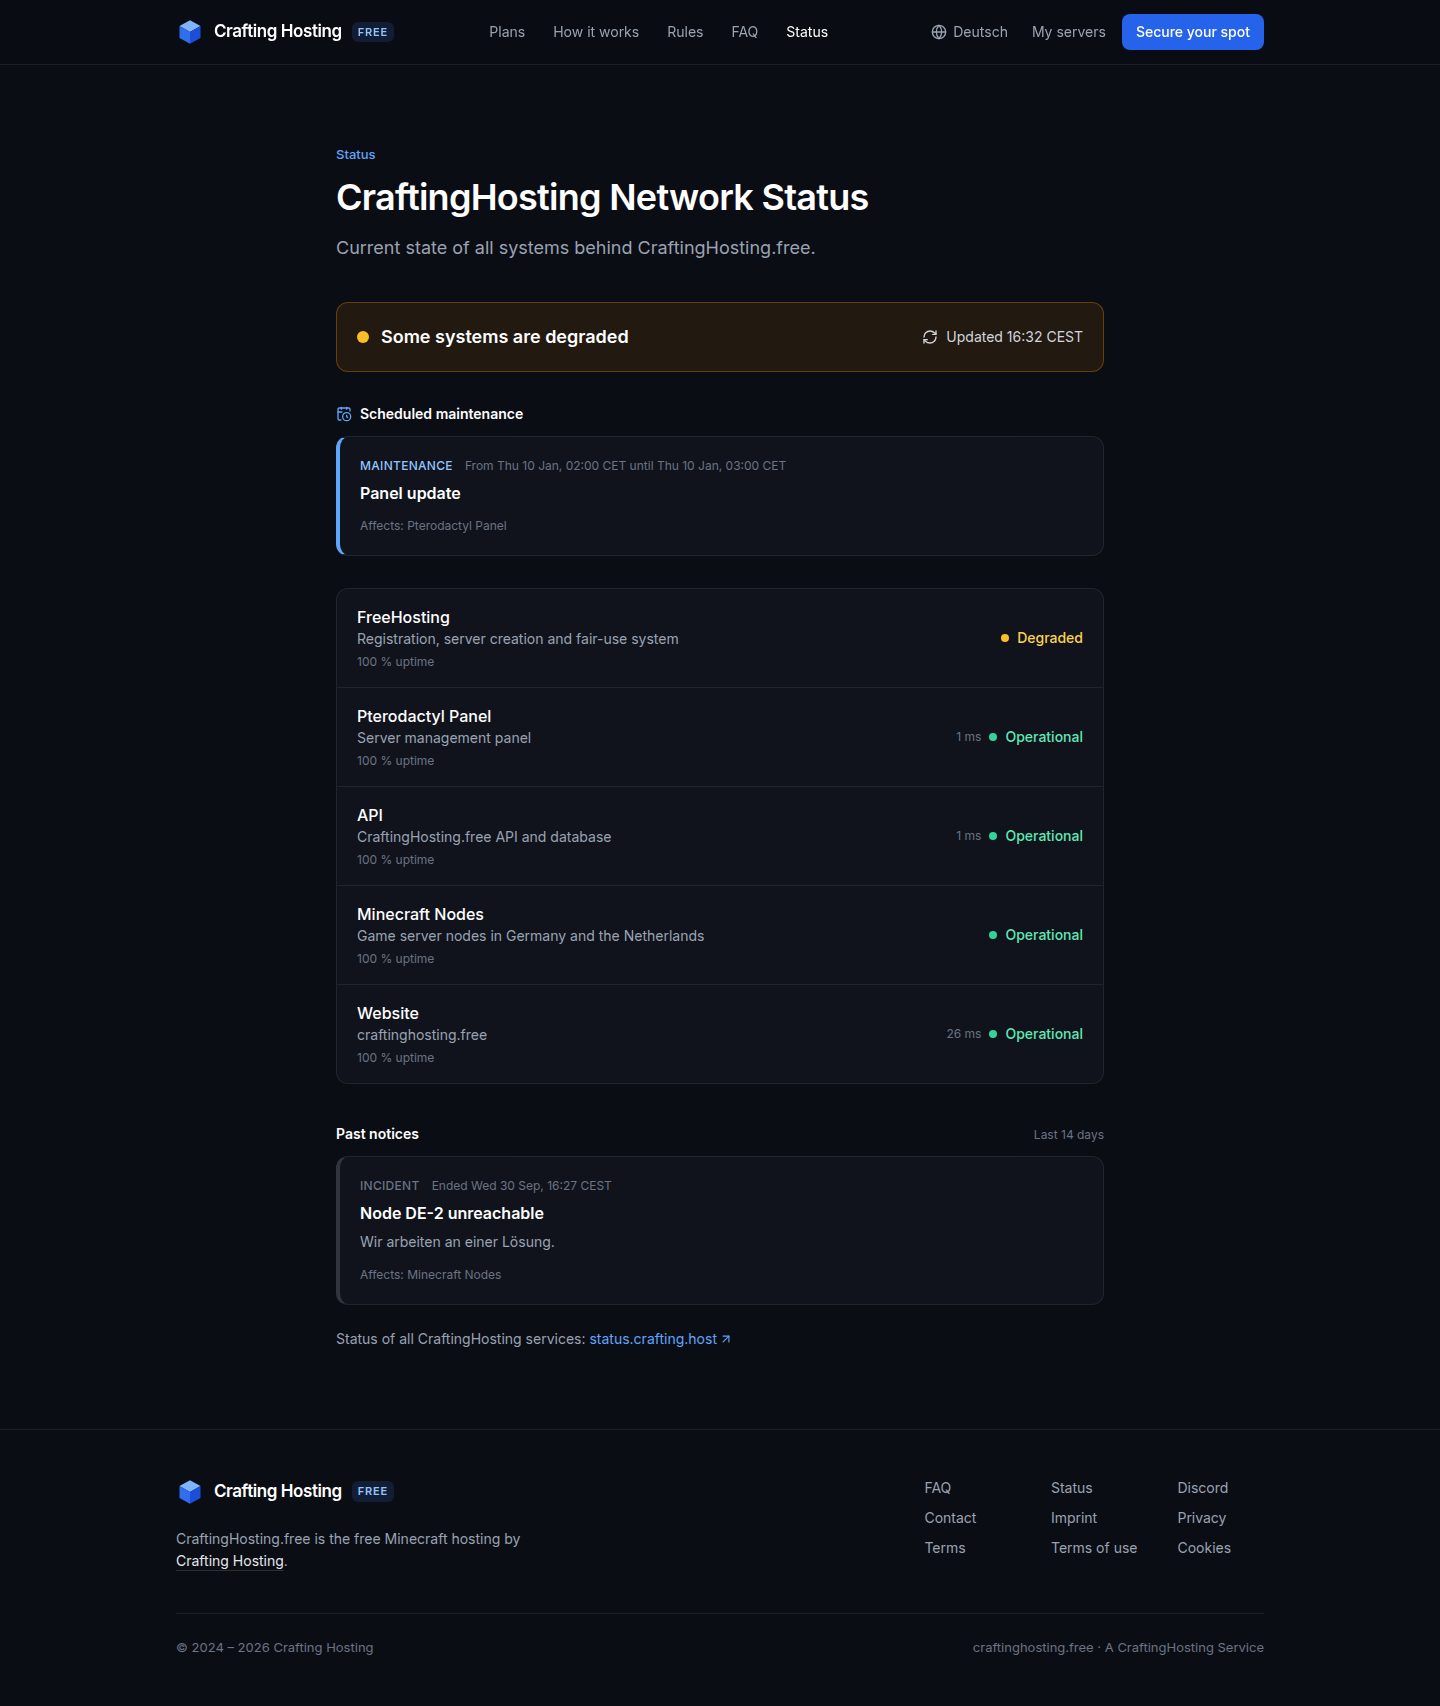 Crafting Hosting FREE
Plans How it works Rules FAQ Status
Deutsch My servers Secure your spot
Status
CraftingHosting Network Status
Current state of all systems behind CraftingHosting.free.
Some systems are degraded Updated 16:32 CEST
Scheduled maintenance
MAINTENANCE From Thu 10 Jan, 02:00 CET until Thu 10 Jan, 03:00 CET
Panel update
Affects: Pterodactyl Panel
FreeHosting
Registration, server creation and fair-use system
100 % uptime
Degraded
Pterodactyl Panel
Server management panel
100 % uptime
1 ms Operational
API
CraftingHosting.free API and database
100 % uptime
1 ms Operational
Minecraft Nodes
Game server nodes in Germany and the Netherlands
100 % uptime
Operational
Website
craftinghosting.free
100 % uptime
26 ms Operational
Past notices Last 14 days
INCIDENT Ended Wed 30 Sep, 16:27 CEST
Node DE-2 unreachable
Wir arbeiten an einer Lösung.
Affects: Minecraft Nodes
Status of all CraftingHosting services: status.crafting.host
Crafting Hosting FREE
CraftingHosting.free is the free Minecraft hosting by
Crafting Hosting.
FAQ Status Discord
Contact Imprint Privacy
Terms Terms of use Cookies
© 2024 – 2026 Crafting Hosting
craftinghosting.free · A CraftingHosting Service